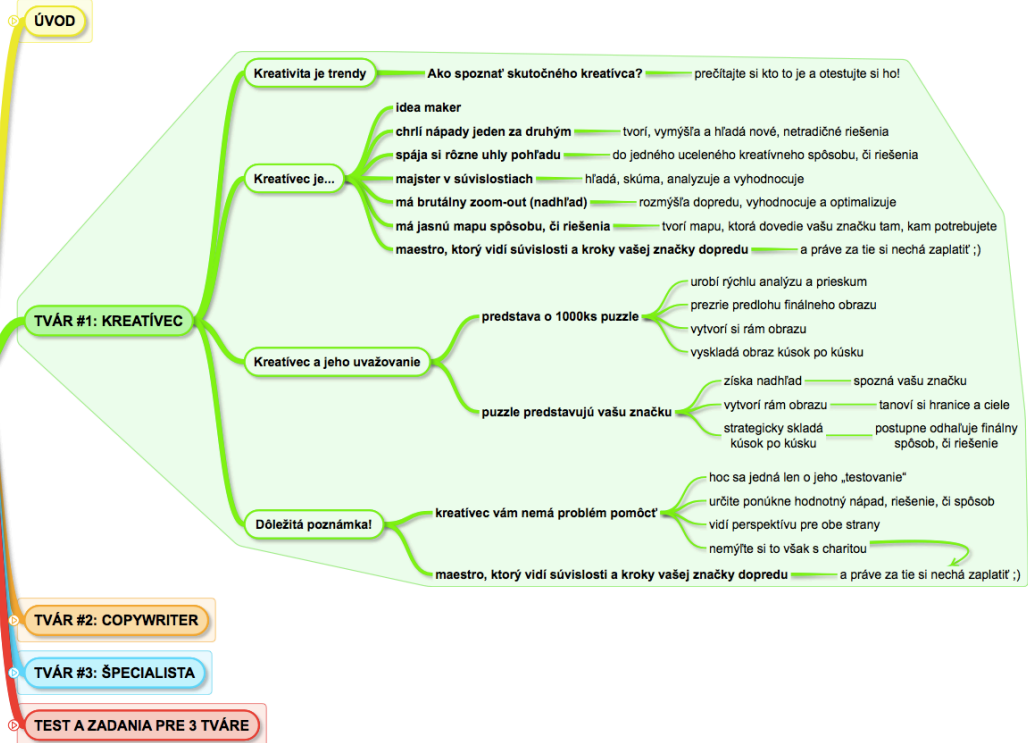 ÚVOD
TVÁR #1: KREATÍVEC
Kreativita je trendy
Ako spoznať skutočného kreatívca?
prečítajte si kto to je a otestujte si ho!
Kreatívec je...
idea maker
chrlí nápady jeden za druhým
tvorí, vymýšľa a hľadá nové, netradičné riešenia
spája si rôzne uhly pohľadu
do jedného uceleného kreatívneho spôsobu, či riešenia
majster v súvislostiach
hľadá, skúma, analyzuje a vyhodnocuje
má brutálny zoom-out (nadhľad)
rozmýšľa dopredu, vyhodnocuje a optimalizuje
má jasnú mapu spôsobu, či riešenia
tvorí mapu, ktorá dovedie vašu značku tam, kam potrebujete
maestro, ktorý vidí súvislosti a kroky vašej značky dopredu
a práve za tie si nechá zaplatiť ;)
Kreatívec a jeho uvažovanie
predstava o 1000ks puzzle
urobí rýchlu analýzu a prieskum
prezrie predlohu finálneho obrazu
vytvorí si rám obrazu
vyskladá obraz kúsok po kúsku
puzzle predstavujú vašu značku
získa nadhľad
spozná vašu značku
vytvorí rám obrazu
tanoví si hranice a ciele
strategicky skladá
kúsok po kúsku
postupne odhaľuje finálny
spôsob, či riešenie
Dôležitá poznámka!
kreatívec vám nemá problém pomôcť
hoc sa jedná len o jeho „testovanie“
určite ponúkne hodnotný nápad, riešenie, či spôsob
vidí perspektívu pre obe strany
nemýľte si to však s charitou
maestro, ktorý vidí súvislosti a kroky vašej značky dopredu
a práve za tie si nechá zaplatiť ;)
TVÁR #2: COPYWRITER
TVÁR #3: ŠPECIALISTA
TEST A ZADANIA PRE 3 TVÁRE